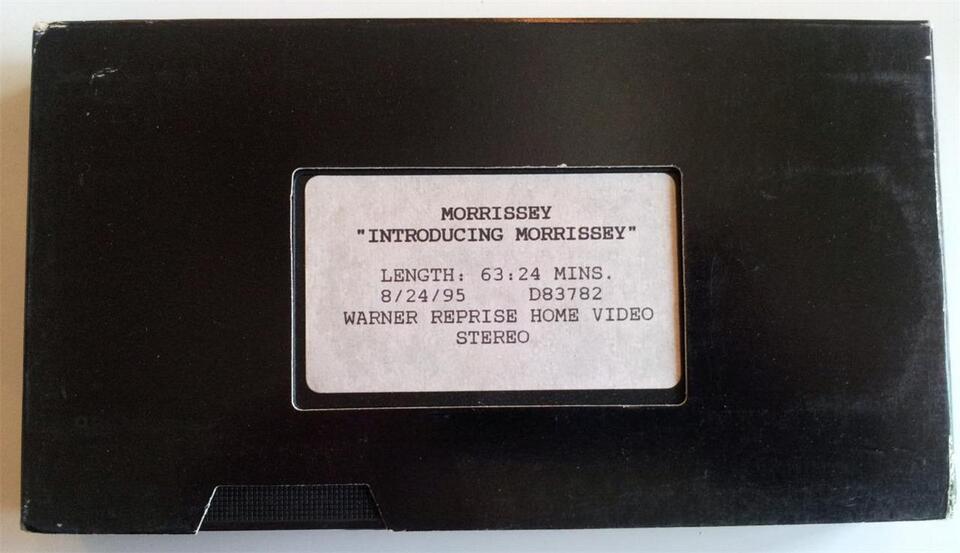 MORRISSEY
"INTRODUCING MORRISSEY"
LENGTH: 63:24 MINS.
8/24/95 D83782
WARNER REPRISE HOME VIDEO
STEREO